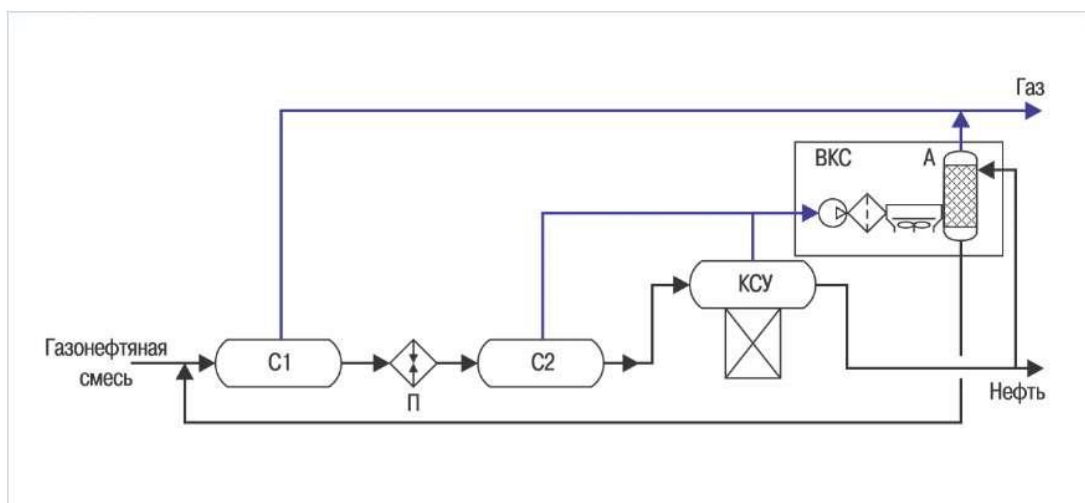 Газ
ВКС
А
КСУ
Газонефтяная
смесь
С1
С2
П
Нефть